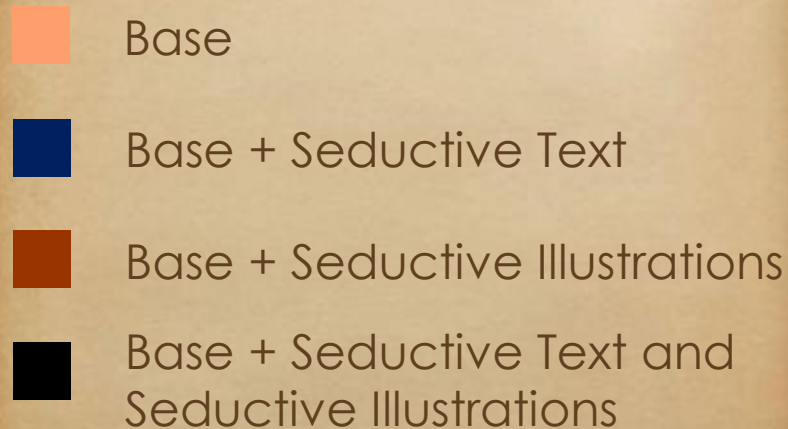 Base
Base + Seductive Text
Base + Seductive Illustrations
Base + Seductive Text and
Seductive Illustrations